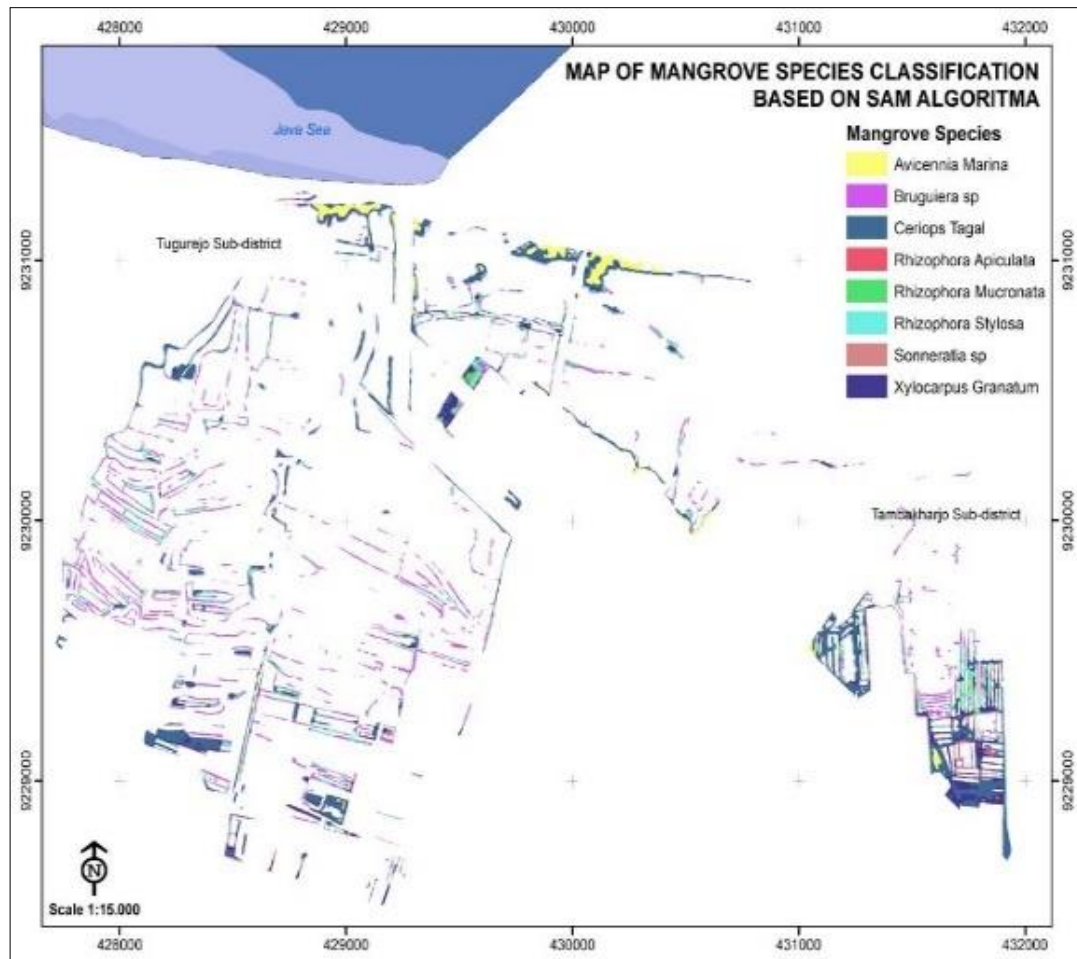 428000 429000 430000 431000 432000
MAP OF MANGROVE SPECIES CLASSIFICATION
BASED ON SAM ALGORITMA
Java Sea
Mangrove Species
Avicennia Marina
Bruguiera sp
Ceriops Tagal
Rhizophora Apiculata
Rhizophora Mucronata
Rhizophora Stylosa
Sonneratia sp
Xylocarpus Granatum
Tugurejo Sub-district
9231000 9231000
9230000 9230000
Tambakharjo Sub-district
9229000 9229000
N
Scale 1:15.000
428000 429000 430000 431000 432000